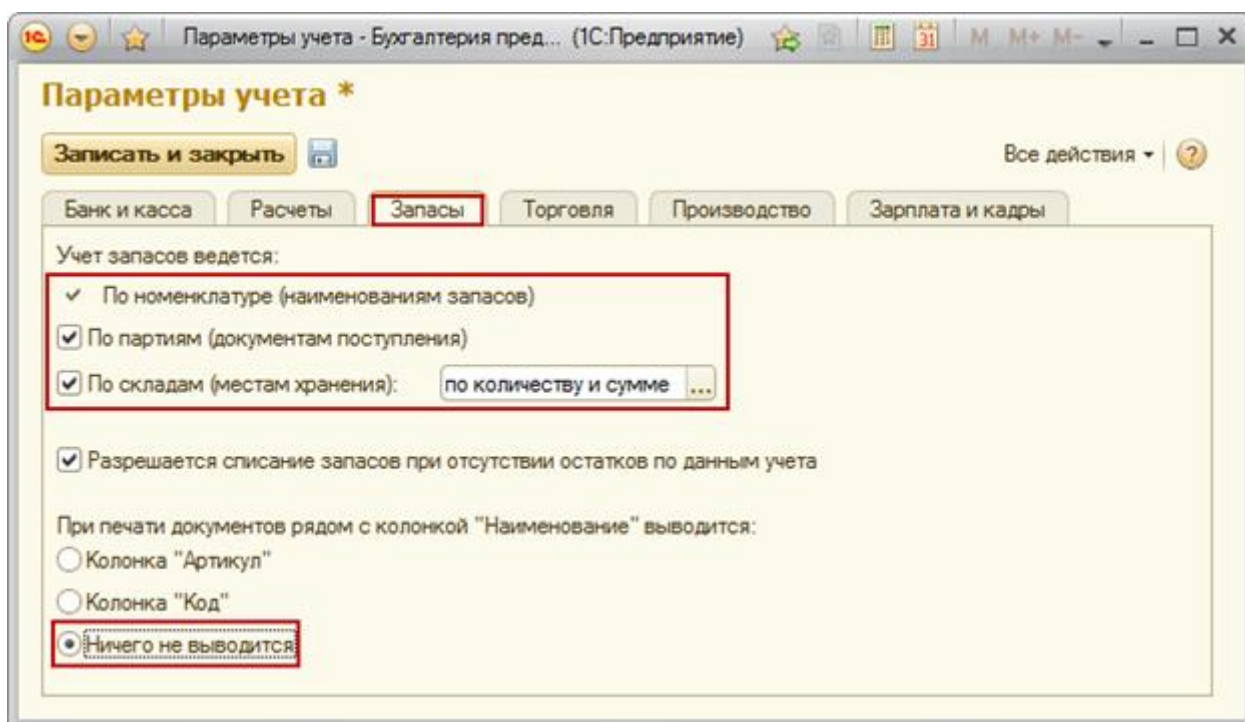 1С Параметры учета - Бухгалтерия пред... (1С:Предприятие) 31 M M+ M-
Параметры учета *
Записать и закрыть Все действия ?
Банк и касса Расчеты Запасы Торговля Производство Зарплата и кадры
Учет запасов ведется:
По номенклатуре (наименованиям запасов)
По партиям (документам поступления)
По складам (местам хранения): по количеству и сумме ...
Разрешается списание запасов при отсутствии остатков по данным учета
При печати документов рядом с колонкой "Наименование" выводится:
Колонка "Артикул"
Колонка "Код"
Ничего не выводится